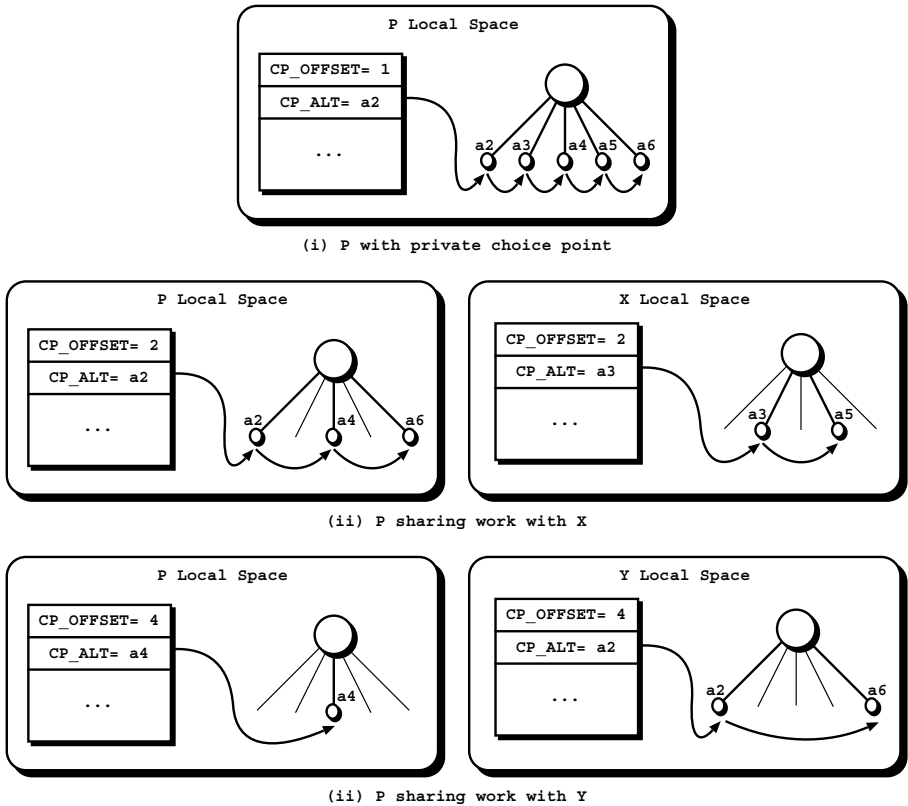 P Local Space
CP_OFFSET= 1
CP_ALT= a2
...
a2 a3 a4 a5 a6
(i) P with private choice point
P Local Space
CP_OFFSET= 2
CP_ALT= a2
...
a2 a4 a6
X Local Space
CP_OFFSET= 2
CP_ALT= a3
...
a3 a5
(ii) P sharing work with X
P Local Space
CP_OFFSET= 4
CP_ALT= a4
...
a4
Y Local Space
CP_OFFSET= 4
CP_ALT= a2
...
a2 a6
(ii) P sharing work with Y